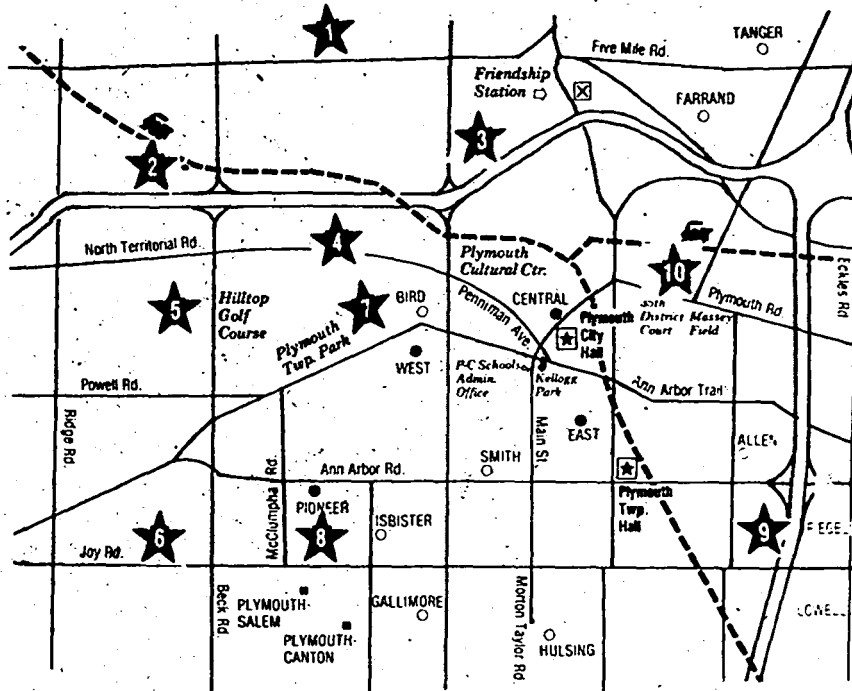 1
Five Mile Rd.
TANGER
Friendship
Station
FARRAND
3
2
North Territorial Rd.
4
Plymouth
Cultural Ctr.
10
Eckles Rd.
5
Hilltop
Golf
Course
BIRD
Penniman Ave.
CENTRAL
Plymouth
City
Hall
35th
District
Court
Massey
Field
Plymouth Rd.
Plymouth
Twp. Park
WEST
P-C Schools
Admin.
Office
Kellogg
Park
Ann Arbor Trail
Powell Rd.
Ridge Rd.
McClumpha Rd.
Main St.
EAST
ALLEN
Ann Arbor Rd.
SMITH
Plymouth
Twp.
Hall
PIONEER
ISBISTER
6
8
9
Joy Rd.
Beck Rd.
PLYMOUTH-
SALEM
GALLIMORE
PLYMOUTH-
CANTON
Morton Taylor Rd.
HULSING